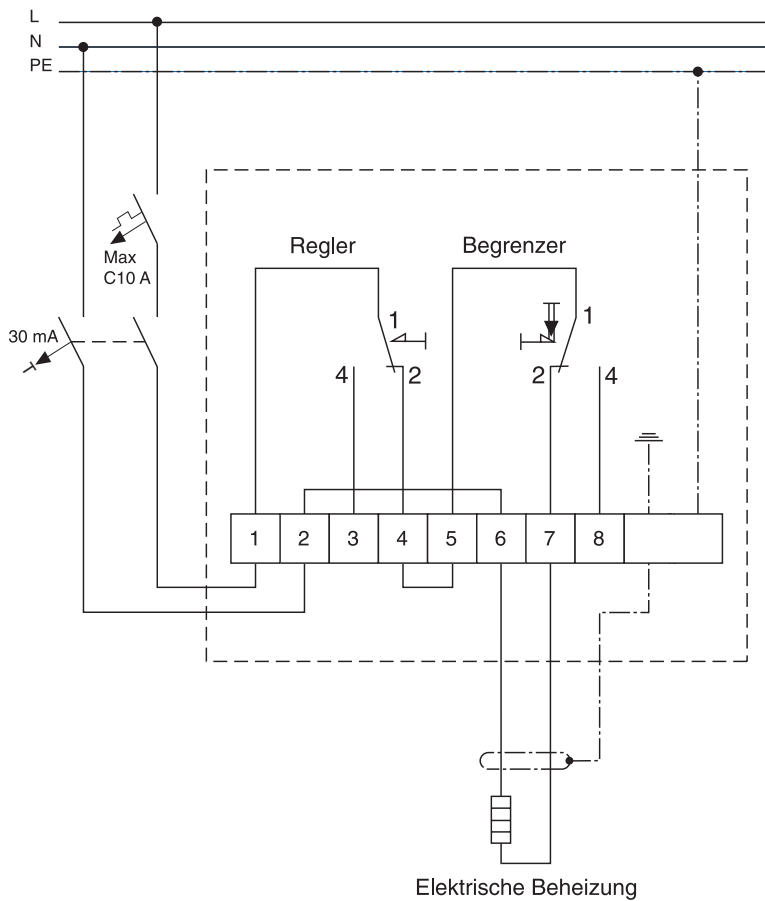 L
N
PE
Max
C10 A
30 mA
Regler
Begrenzer
1
2
4
1
2
4
1 2 3 4 5 6 7 8
Elektrische Beheizung